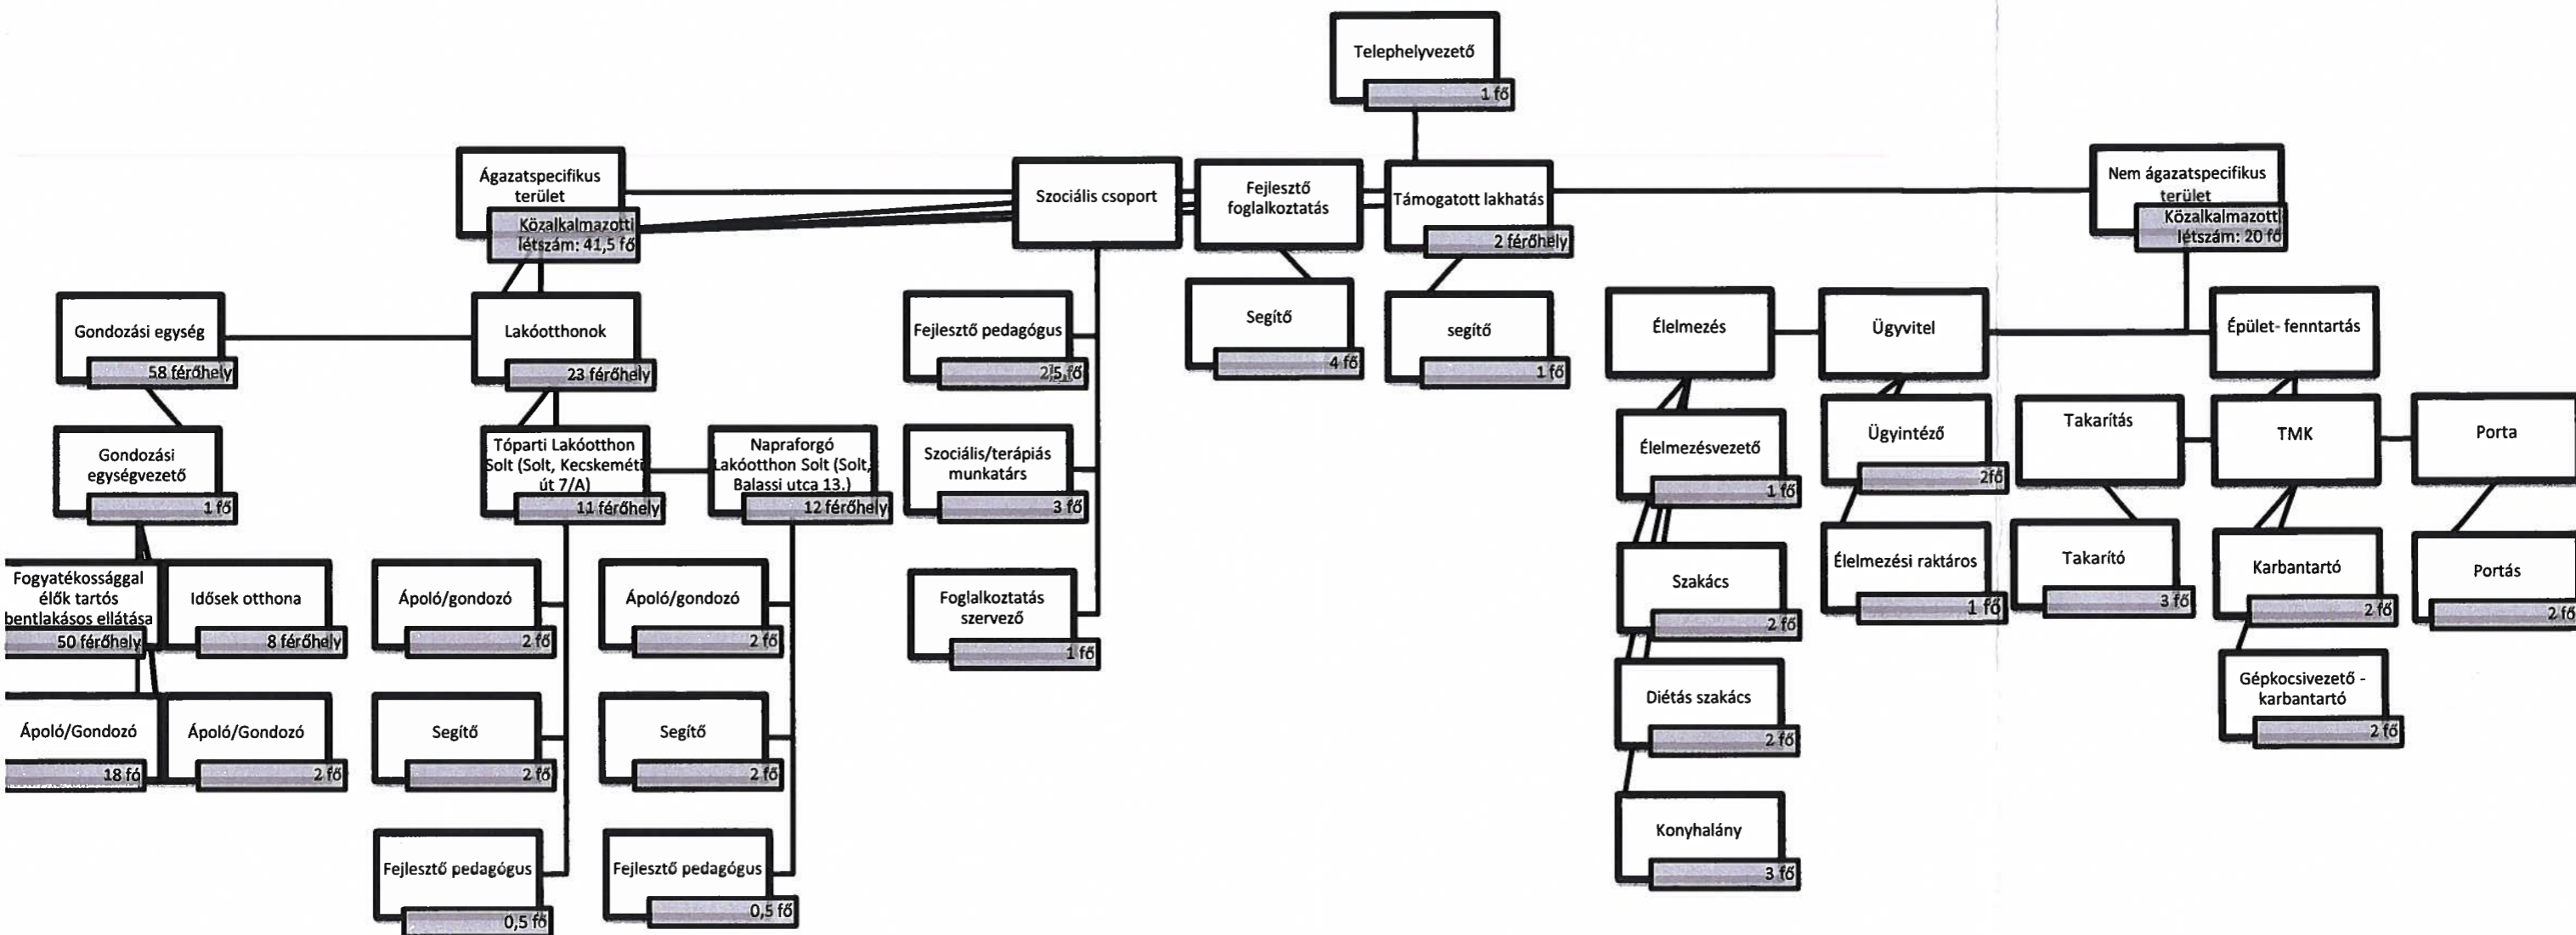 Telephelyvezető
1 fő
Ágazatspecifikus
terület
Közalkalmazotti
létszám: 41,5 fő
Szociális csoport
Fejlesztő
foglalkoztatás
Támogatott lakhatás
2 férőhely
Nem ágazatspecifikus
terület
Közalkalmazotti
létszám: 20 fő
Gondozási egység
58 férőhely
Lakóotthonok
23 férőhely
Fejlesztő pedagógus
2,5 fő
Segítő
4 fő
segítő
1 fő
Élelmezés
Ügyvitel
Épület- fenntartás
Gondozási
egységvezető
1 fő
Tóparti Lakóotthon
Solt (Solt, Kecskeméti
út 7/A)
11 férőhely
Napraforgó
Lakóotthon Solt (Solt,
Balassi utca 13.)
12 férőhely
Szociális/terápiás
munkatárs
3 fő
Élelmezésvezető
1 fő
Ügyintéző
2fő
Takarítás
TMK
Porta
Fogyatékossággal
élők tartós
bentlakásos ellátása
50 férőhely
Idősek otthona
8 férőhely
Ápoló/gondozó
2 fő
Ápoló/gondozó
2 fő
Foglalkoztatás
szervező
1 fő
Szakács
2 fő
Élelmezési raktáros
1 fő
Takarító
3 fő
Karbantartó
2 fő
Portás
2 fő
Ápoló/Gondozó
18 fő
Ápoló/Gondozó
2 fő
Segítő
2 fő
Segítő
2 fő
Diétás szakács
2 fő
Gépkocsivezető -
karbantartó
2 fő
Fejlesztő pedagógus
0,5 fő
Fejlesztő pedagógus
0,5 fő
Konyhalány
3 fő